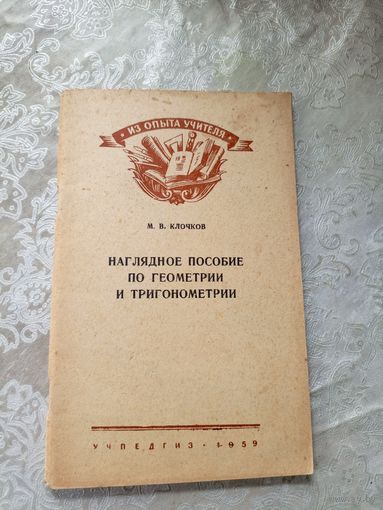 ИЗ ОПЫТА УЧИТЕЛЯ
М. В. КЛОЧКОВ
НАГЛЯДНОЕ ПОСОБИЕ
ПО ГЕОМЕТРИИ
И ТРИГОНОМЕТРИИ
УЧПЕДГИЗ · 1959